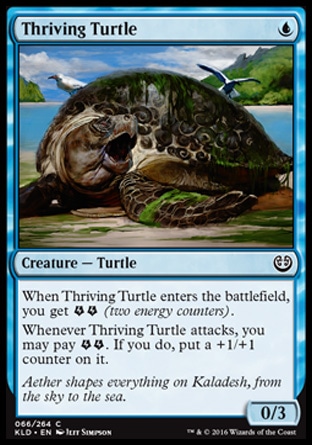 Thriving Turtle
Creature — Turtle
When Thriving Turtle enters the battlefield,
you get (two energy counters).
Whenever Thriving Turtle attacks, you
may pay . If you do, put a +1/+1
counter on it.
Aether shapes everything on Kaladesh, from
the sky to the sea.
0/3
066/264 C
KLD • EN Jeff Simpson
™ & © 2016 Wizards of the Coast